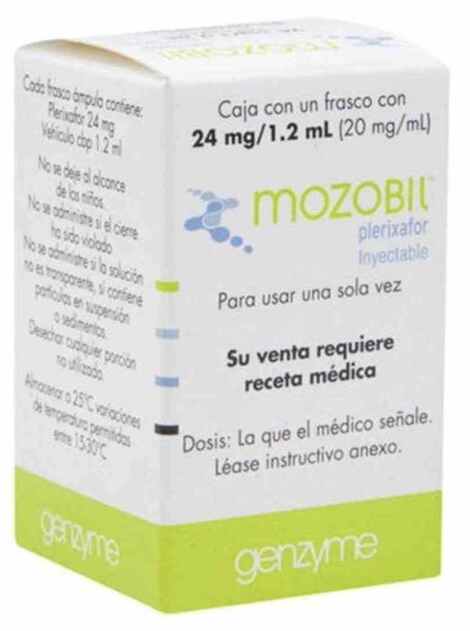 Cada frasco ámpula contiene:
Plerixafor 24 mg
Vehículo cbp 1.2 ml
No se deje al alcance
de los niños.
No se administre si el cierre
ha sido violado
No se administre si la solución
no es transparente, si contiene
partículas en suspensión
o sedimentos.
Desechar cualquier porción
no utilizada.
Almacenar a 25°C variaciones
de temperatura permitidas
entre 15-30°C
genzyme
Caja con un frasco con
24 mg/1.2 mL (20 mg/mL)
mozobil™
plerixafor
Inyectable
Para usar una sola vez
Su venta requiere
receta médica
Dosis: La que el médico señale.
Léase instructivo anexo.
genzyme